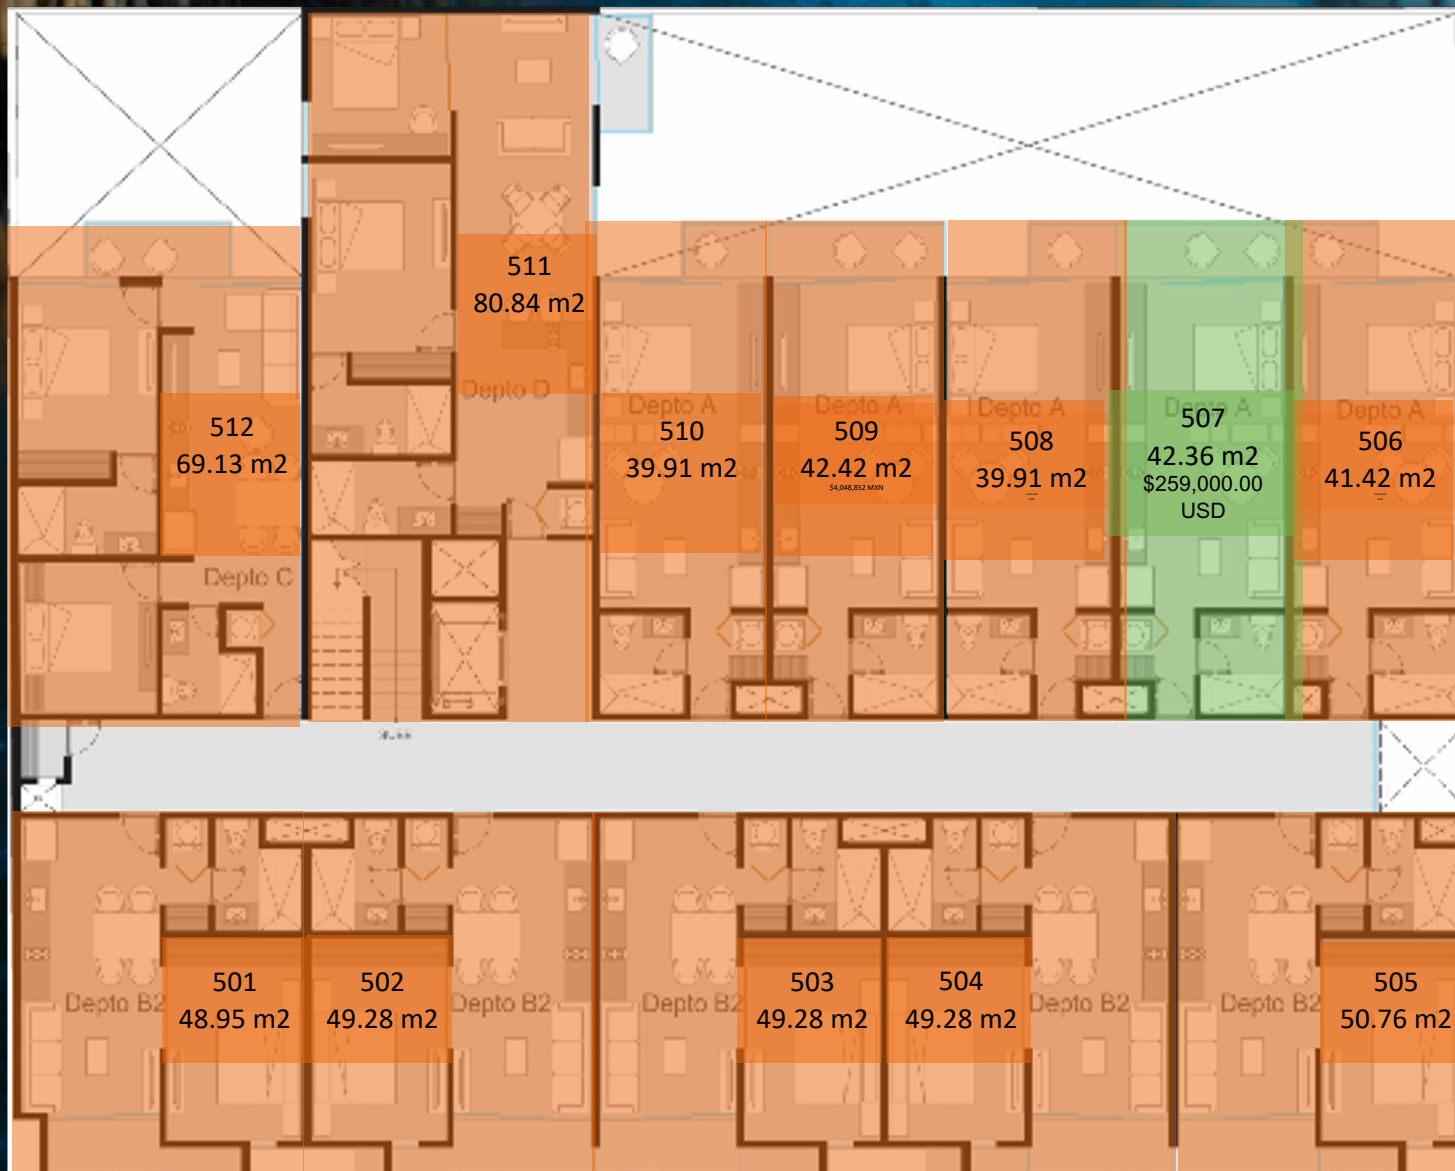 511
80.84 m2
Depto D
512
69.13 m2
Depto C
Depto A
510
39.91 m2
Depto A
509
42.42 m2
$4,048,852 MXN
Depto A
508
39.91 m2
Depto A
507
42.36 m2
$259,000.00
USD
Depto A
506
41.42 m2
501
48.95 m2
Depto B2
502
49.28 m2
Depto B2
503
49.28 m2
Depto B2
504
49.28 m2
Depto B2
505
50.76 m2
Depto B2